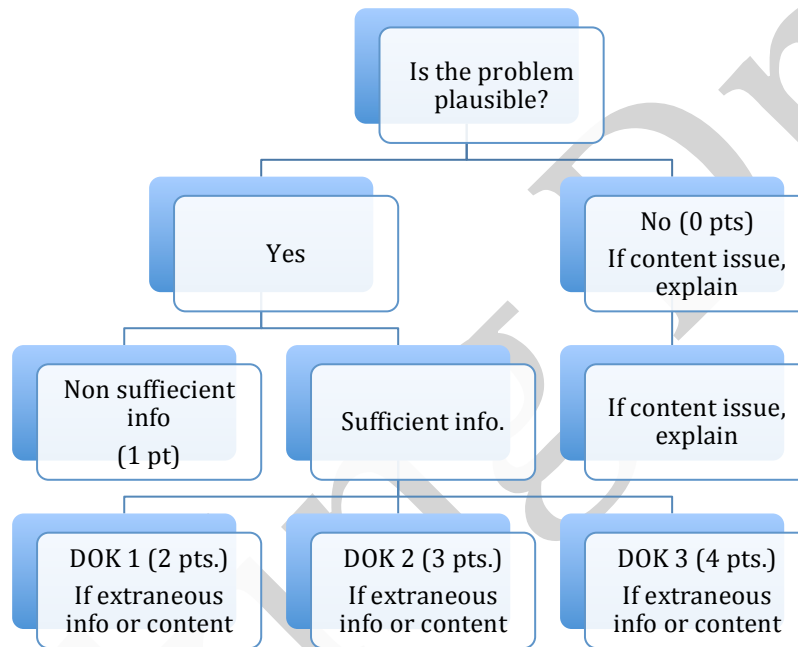 Is the problem
plausible?
Yes
No (0 pts)
If content issue,
explain
Non suffiecient
info
(1 pt)
Sufficient info.
If content issue,
explain
DOK 1 (2 pts.)
If extraneous
info or content
DOK 2 (3 pts.)
If extraneous
info or content
DOK 3 (4 pts.)
If extraneous
info or content